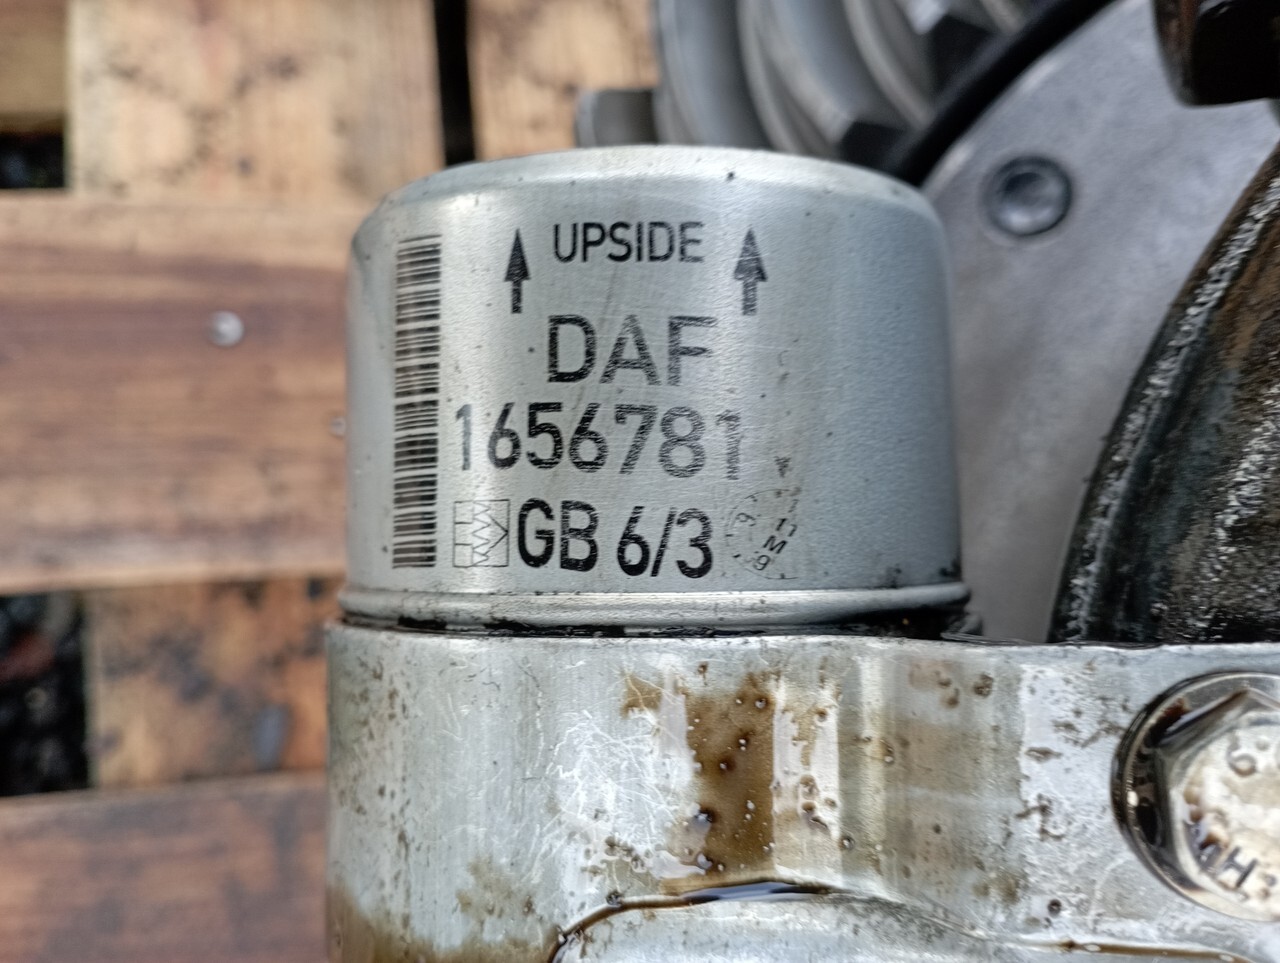 UPSIDE
DAF
1656781
GB 6/3